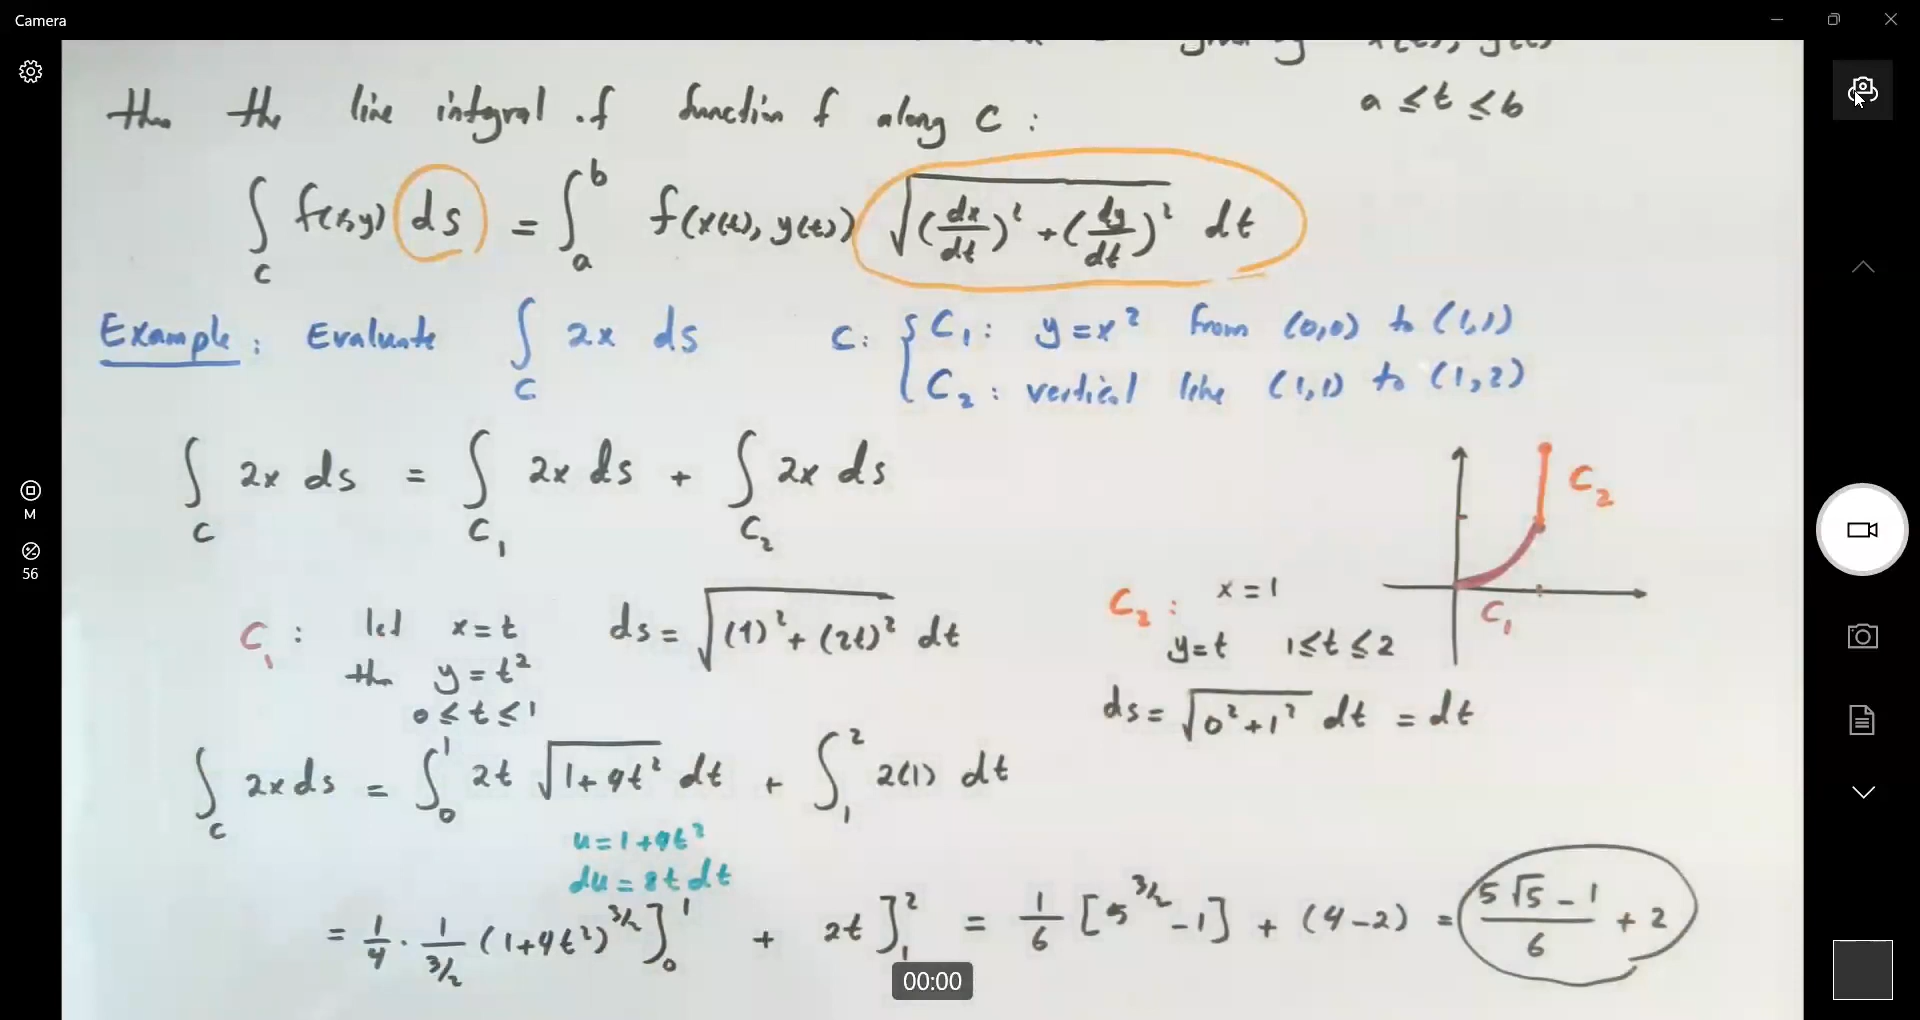 Camera
x(t), y(t)
then the line integral of function f along C : a ≤ t ≤ b
∫_C f(x,y) ds = ∫_a^b f(x(t), y(t)) √((dx/dt)² + (dy/dt)²) dt
Example : Evaluate ∫_C 2x ds C: { C₁ : y = x² from (0,0) to (1,1)
C₂ : vertical line (1,1) to (1,2)
∫_C 2x ds = ∫_C₁ 2x ds + ∫_C₂ 2x ds
C₂
C₁
C₁ : let x = t ds = √((1)² + (2t)²) dt
then y = t²
0 ≤ t ≤ 1
C₂ : x = 1
y = t 1 ≤ t ≤ 2
ds = √(0² + 1²) dt = dt
∫_C 2x ds = ∫_0^1 2t √(1 + 4t²) dt + ∫_1^2 2(1) dt
u = 1 + 4t²
du = 8t dt
= 1/4 · 1/(3/2) (1 + 4t²)^(3/2) ]_0^1 + 2t ]_1^2 = 1/6 [5^(3/2) - 1] + (4 - 2) = (5√5 - 1)/6 + 2
M
56
00:00